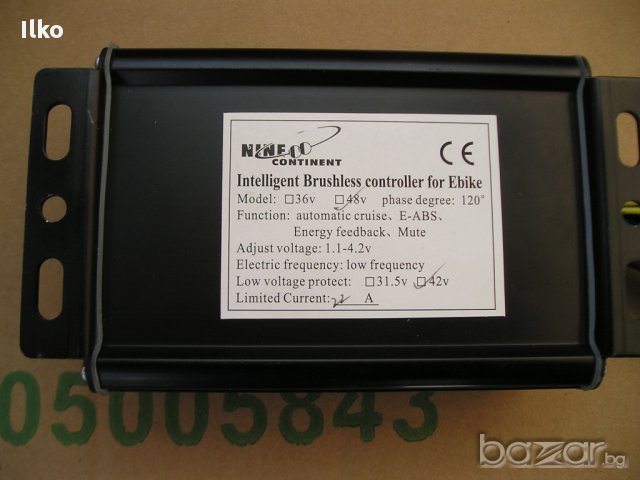 Ilko
NINE
CONTINENT
CE
Intelligent Brushless controller for Ebike
Model: □36v □48v phase degree: 120°
Function: automatic cruise、E-ABS、
Energy feedback、Mute
Adjust voltage: 1.1-4.2v
Electric frequency: low frequency
Low voltage protect: □31.5v □42v
Limited Current: A
05005843
bazar.bg